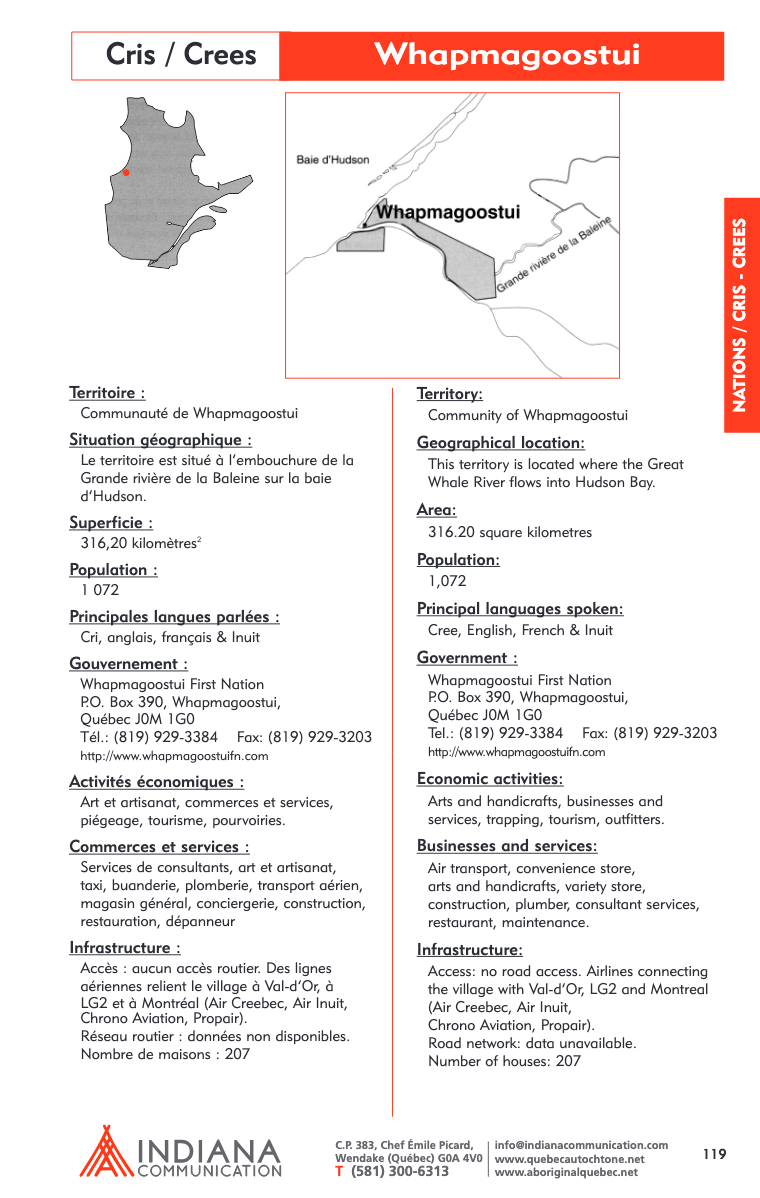 Cris / Crees
Whapmagoostui
Baie d'Hudson
Whapmagoostui
Grande rivière de la Baleine
NATIONS / CRIS - CREES
Territoire :
Communauté de Whapmagoostui
Situation géographique :
Le territoire est situé à l'embouchure de la
Grande rivière de la Baleine sur la baie
d'Hudson.
Superficie :
316,20 kilomètres²
Population :
1 072
Principales langues parlées :
Cri, anglais, français & Inuit
Gouvernement :
Whapmagoostui First Nation
P.O. Box 390, Whapmagoostui,
Québec J0M 1G0
Tél.: (819) 929-3384 Fax: (819) 929-3203
http://www.whapmagoostuifn.com
Activités économiques :
Art et artisanat, commerces et services,
piégeage, tourisme, pourvoiries.
Commerces et services :
Services de consultants, art et artisanat,
taxi, buanderie, plomberie, transport aérien,
magasin général, conciergerie, construction,
restauration, dépanneur
Infrastructure :
Accès : aucun accès routier. Des lignes
aériennes relient le village à Val-d'Or, à
LG2 et à Montréal (Air Creebec, Air Inuit,
Chrono Aviation, Propair).
Réseau routier : données non disponibles.
Nombre de maisons : 207
Territory:
Community of Whapmagoostui
Geographical location:
This territory is located where the Great
Whale River flows into Hudson Bay.
Area:
316.20 square kilometres
Population:
1,072
Principal languages spoken:
Cree, English, French & Inuit
Government :
Whapmagoostui First Nation
P.O. Box 390, Whapmagoostui,
Québec J0M 1G0
Tel.: (819) 929-3384 Fax: (819) 929-3203
http://www.whapmagoostuifn.com
Economic activities:
Arts and handicrafts, businesses and
services, trapping, tourism, outfitters.
Businesses and services:
Air transport, convenience store,
arts and handicrafts, variety store,
construction, plumber, consultant services,
restaurant, maintenance.
Infrastructure:
Access: no road access. Airlines connecting
the village with Val-d'Or, LG2 and Montreal
(Air Creebec, Air Inuit,
Chrono Aviation, Propair).
Road network: data unavailable.
Number of houses: 207
INDIANA
COMMUNICATION
C.P. 383, Chef Émile Picard,
Wendake (Québec) G0A 4V0
T (581) 300-6313
info@indianacommunication.com
www.quebecautochtone.net
www.aboriginalquebec.net
119